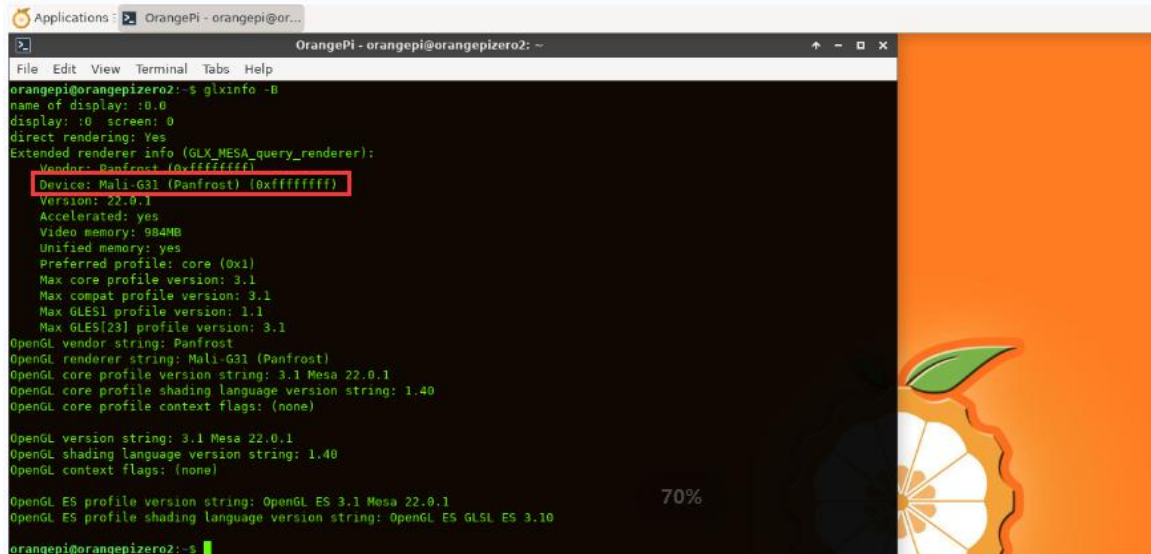 Applications
OrangePi - orangepi@or...
OrangePi - orangepi@orangepizero2: ~
File Edit View Terminal Tabs Help
orangepi@orangepizero2:~$ glxinfo -B
name of display: :0.0
display: :0 screen: 0
direct rendering: Yes
Extended renderer info (GLX_MESA_query_renderer):
Vendor: Panfrost (0xffffffff)
Device: Mali-G31 (Panfrost) (0xffffffff)
Version: 22.0.1
Accelerated: yes
Video memory: 984MB
Unified memory: yes
Preferred profile: core (0x1)
Max core profile version: 3.1
Max compat profile version: 3.1
Max GLES1 profile version: 1.1
Max GLES[23] profile version: 3.1
OpenGL vendor string: Panfrost
OpenGL renderer string: Mali-G31 (Panfrost)
OpenGL core profile version string: 3.1 Mesa 22.0.1
OpenGL core profile shading language version string: 1.40
OpenGL core profile context flags: (none)
OpenGL version string: 3.1 Mesa 22.0.1
OpenGL shading language version string: 1.40
OpenGL context flags: (none)
70%
OpenGL ES profile version string: OpenGL ES 3.1 Mesa 22.0.1
OpenGL ES profile shading language version string: OpenGL ES GLSL ES 3.10
orangepi@orangepizero2:~$